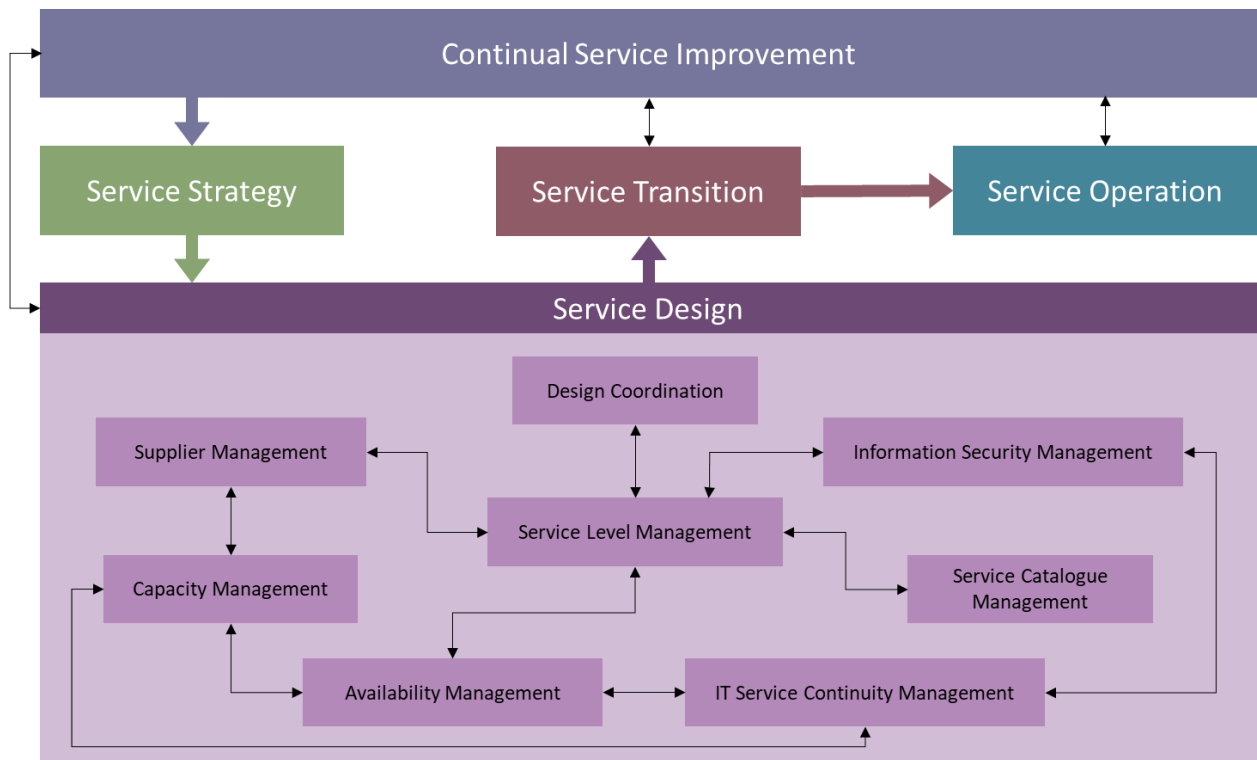 Continual Service Improvement
Service Strategy
Service Transition
Service Operation
Service Design
Design Coordination
Supplier Management
Information Security Management
Service Level Management
Capacity Management
Service Catalogue
Management
Availability Management
IT Service Continuity Management